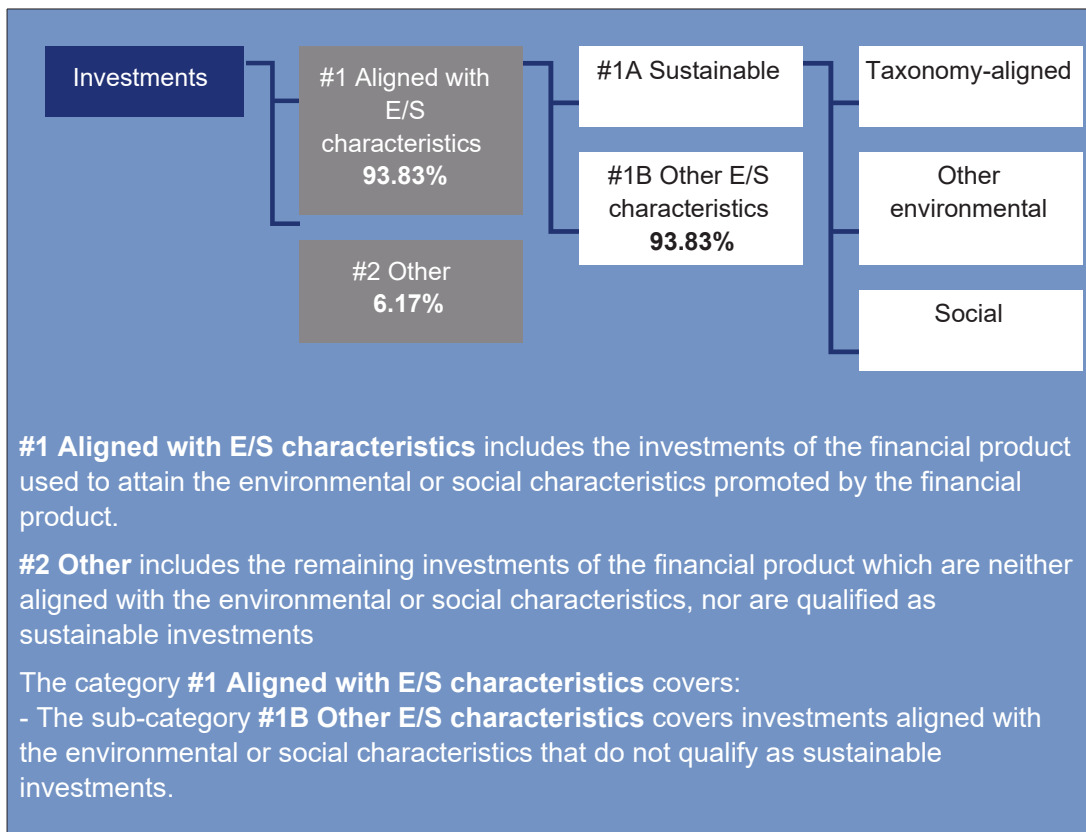 Investments
#1 Aligned with
E/S
characteristics
93.83%
#2 Other
6.17%
#1A Sustainable
#1B Other E/S
characteristics
93.83%
Taxonomy-aligned
Other
environmental
Social
#1 Aligned with E/S characteristics includes the investments of the financial product
used to attain the environmental or social characteristics promoted by the financial
product.
#2 Other includes the remaining investments of the financial product which are neither
aligned with the environmental or social characteristics, nor are qualified as
sustainable investments
The category #1 Aligned with E/S characteristics covers:
- The sub-category #1B Other E/S characteristics covers investments aligned with
the environmental or social characteristics that do not qualify as sustainable
investments.